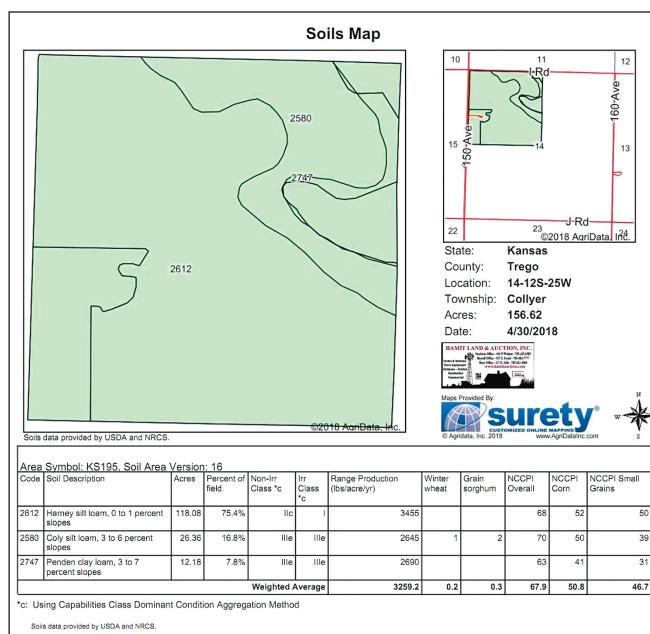 Soils Map
2580
2747
2612
©2018 AgriData, Inc.
Soils data provided by USDA and NRCS.
10 11 12
I Rd
150 Ave
160 Ave
15 14 13
J Rd
22 23 24
©2018 AgriData, Inc.
State: Kansas
County: Trego
Location: 14-12S-25W
Township: Collyer
Acres: 156.62
Date: 4/30/2018
HAMIT LAND & AUCTION, INC.
Maps Provided By:
surety®
CUSTOMIZED ONLINE MAPPING
© Agridata, Inc. 2018 www.AgriDataInc.com
N
W E
S
Area Symbol: KS195, Soil Area Version: 16
Code Soil Description Acres Percent of field Non-Irr Class *c Irr Class *c Range Production (lbs/acre/yr) Winter wheat Grain sorghum NCCPI Overall NCCPI Corn NCCPI Small Grains
2612 Harney silt loam, 0 to 1 percent slopes 118.08 75.4% IIc I 3455 68 52 50
2580 Coly silt loam, 3 to 6 percent slopes 26.36 16.8% IIIe IIIe 2645 1 2 70 50 39
2747 Penden clay loam, 3 to 7 percent slopes 12.18 7.8% IIIe IIIe 2690 63 41 31
Weighted Average 3259.2 0.2 0.3 67.9 50.8 46.7
*c: Using Capabilities Class Dominant Condition Aggregation Method
Soils data provided by USDA and NRCS.